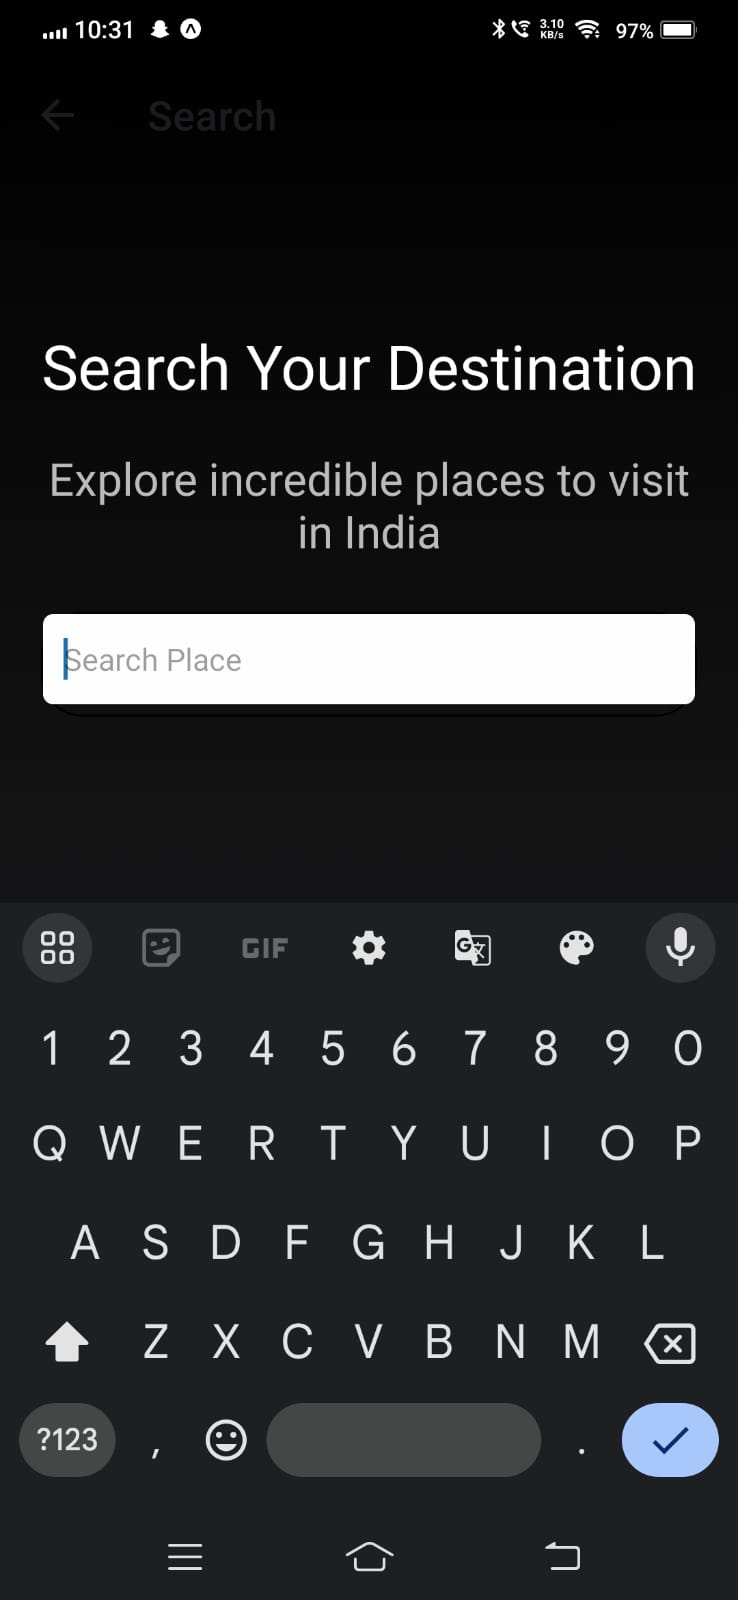 10:31 3.10 KB/s 97%
Search
Search Your Destination
Explore incredible places to visit
in India
Search Place
GIF G
1 2 3 4 5 6 7 8 9 0
Q W E R T Y U I O P
A S D F G H J K L
Z X C V B N M
?123 , .